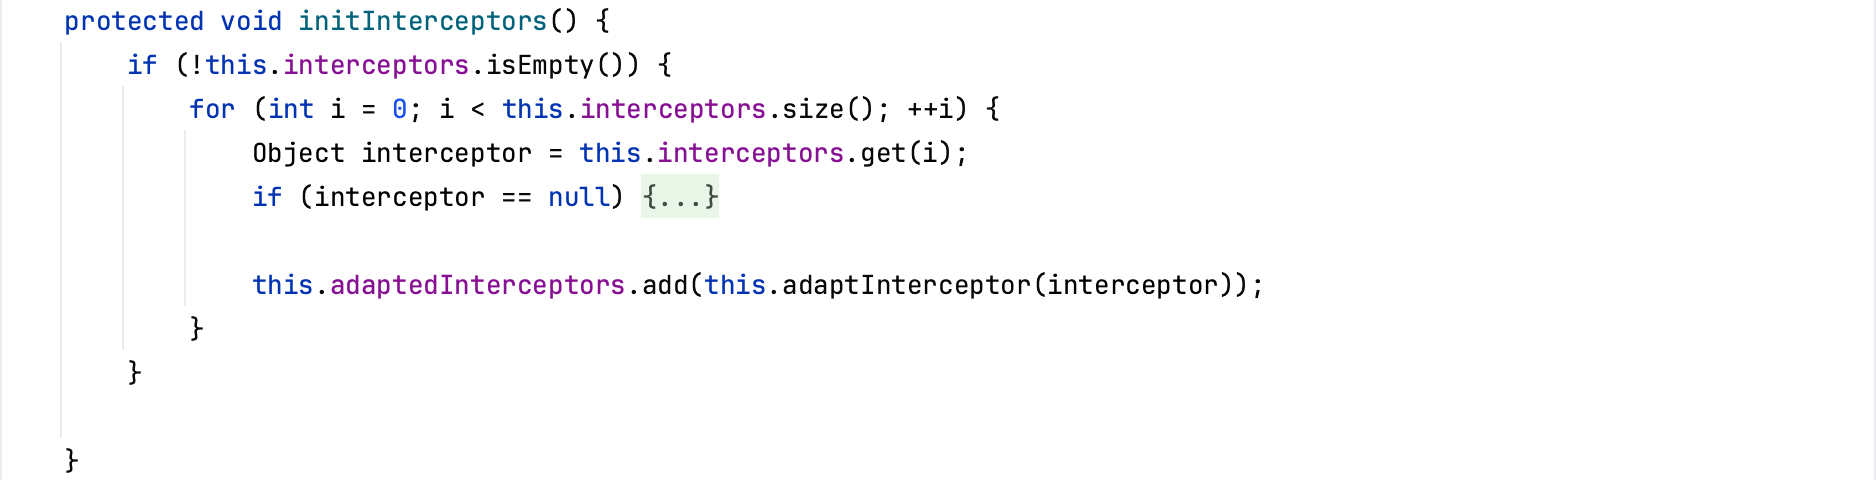 protected void initInterceptors() {
    if (!this.interceptors.isEmpty()) {
        for (int i = 0; i < this.interceptors.size(); ++i) {
            Object interceptor = this.interceptors.get(i);
            if (interceptor == null) {...}

            this.adaptedInterceptors.add(this.adaptInterceptor(interceptor));
        }
    }

}